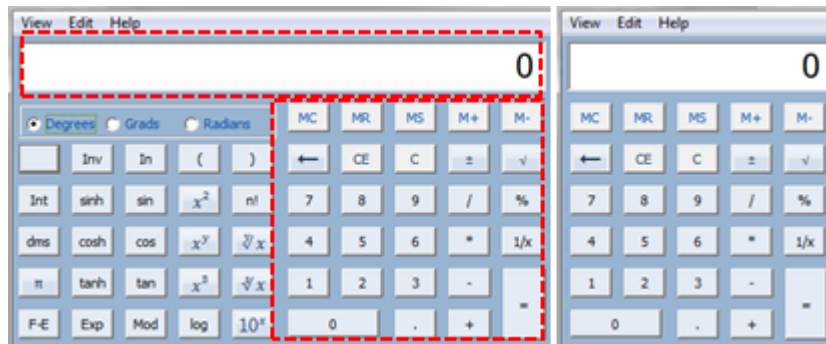 View Edit Help
0
Degrees Grads Radians MC MR MS M+ M-
Inv ln ( ) ← CE C ± √
Int sinh sin x² n! 7 8 9 / %
dms cosh cos xʸ ʸ√x 4 5 6 * 1/x
π tanh tan x³ ³√x 1 2 3 - =
F-E Exp Mod log 10ˣ 0 . +
View Edit Help
0
MC MR MS M+ M-
← CE C ± √
7 8 9 / %
4 5 6 * 1/x
1 2 3 - =
0 . +